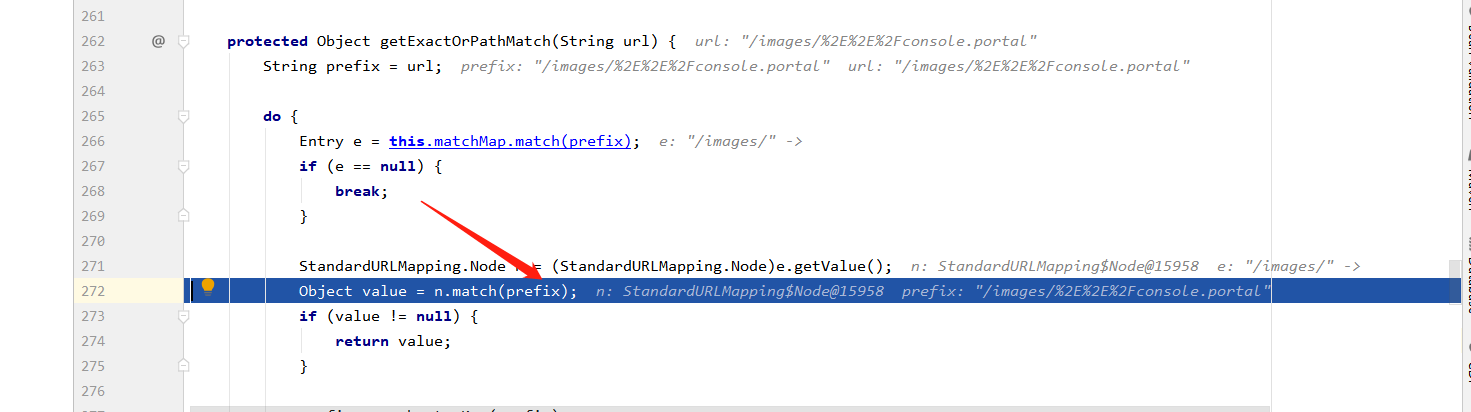 261
262 @ protected Object getExactOrPathMatch(String url) { url: "/images/%2E%2E%2Fconsole.portal"
263 String prefix = url; prefix: "/images/%2E%2E%2Fconsole.portal" url: "/images/%2E%2E%2Fconsole.portal"
264
265 do {
266 Entry e = this.matchMap.match(prefix); e: "/images/" ->
267 if (e == null) {
268 break;
269 }
270
271 StandardURLMapping.Node = (StandardURLMapping.Node)e.getValue(); n: StandardURLMapping$Node@15958 e: "/images/" ->
272 Object value = n.match(prefix); n: StandardURLMapping$Node@15958 prefix: "/images/%2E%2E%2Fconsole.portal"
273 if (value != null) {
274 return value;
275 }
276